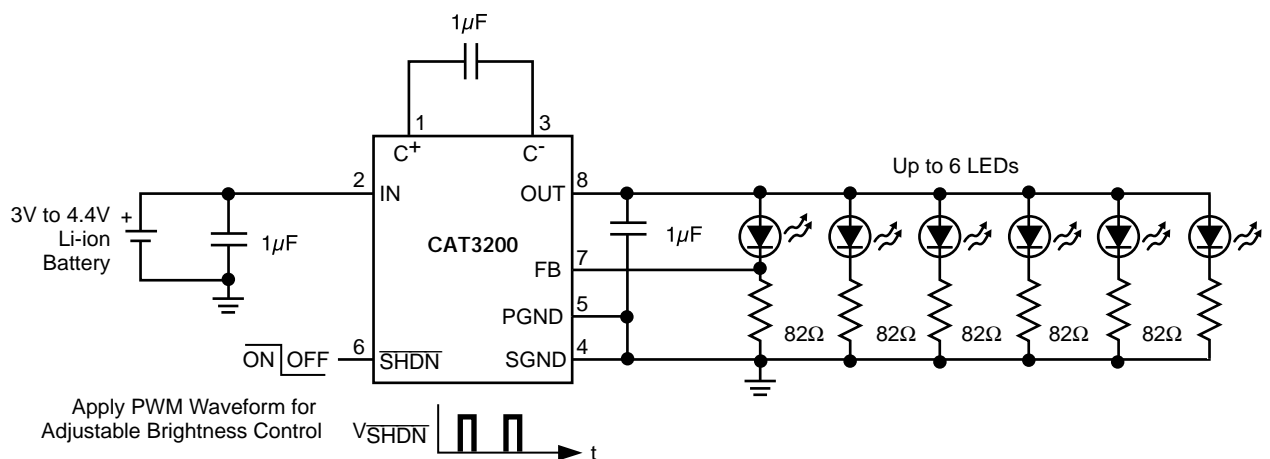 1µF
1
3
C+
C-
2
IN
OUT
8
Up to 6 LEDs
3V to 4.4V
Li-ion
Battery
+
1µF
CAT3200
1µF
FB
7
PGND
5
82Ω
82Ω
82Ω
82Ω
82Ω
ON
OFF
6
SHDN
SGND
4
Apply PWM Waveform for
Adjustable Brightness Control
VSHDN
t